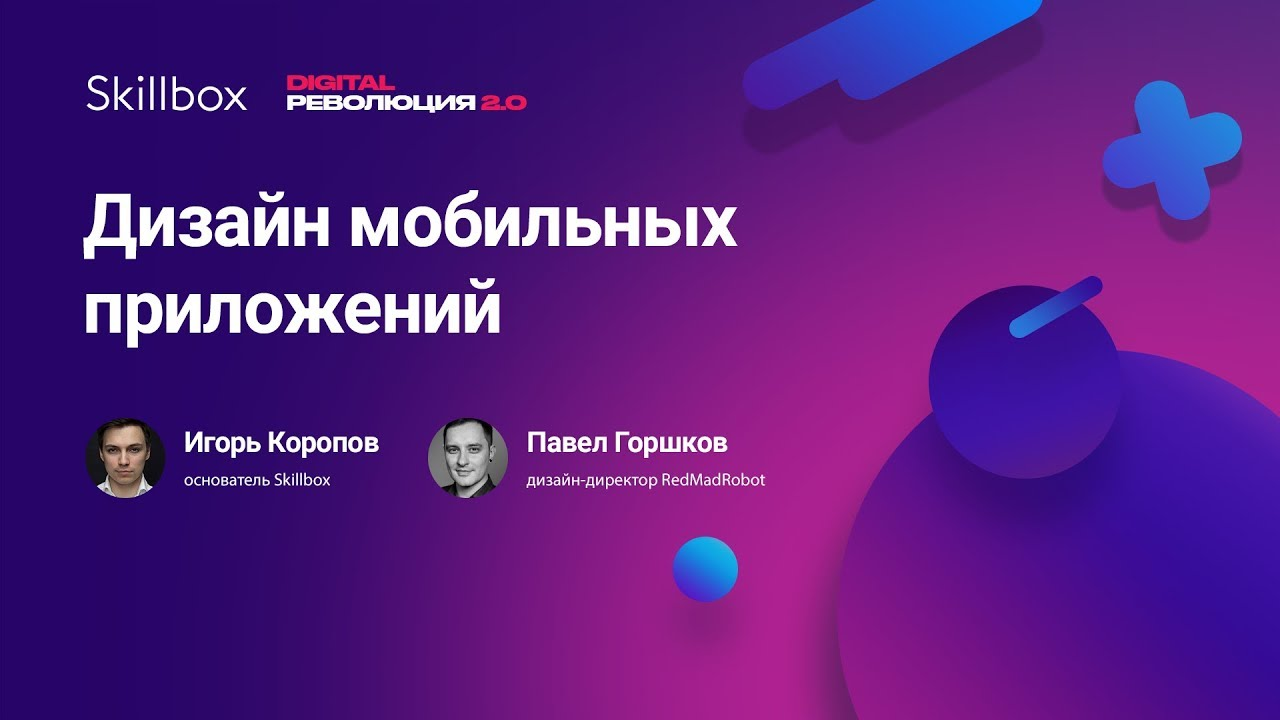 Skillbox
DIGITAL
РЕВОЛЮЦИЯ 2.0
Дизайн мобильных
приложений
Игорь Коропов
основатель Skillbox
Павел Горшков
дизайн-директор RedMadRobot